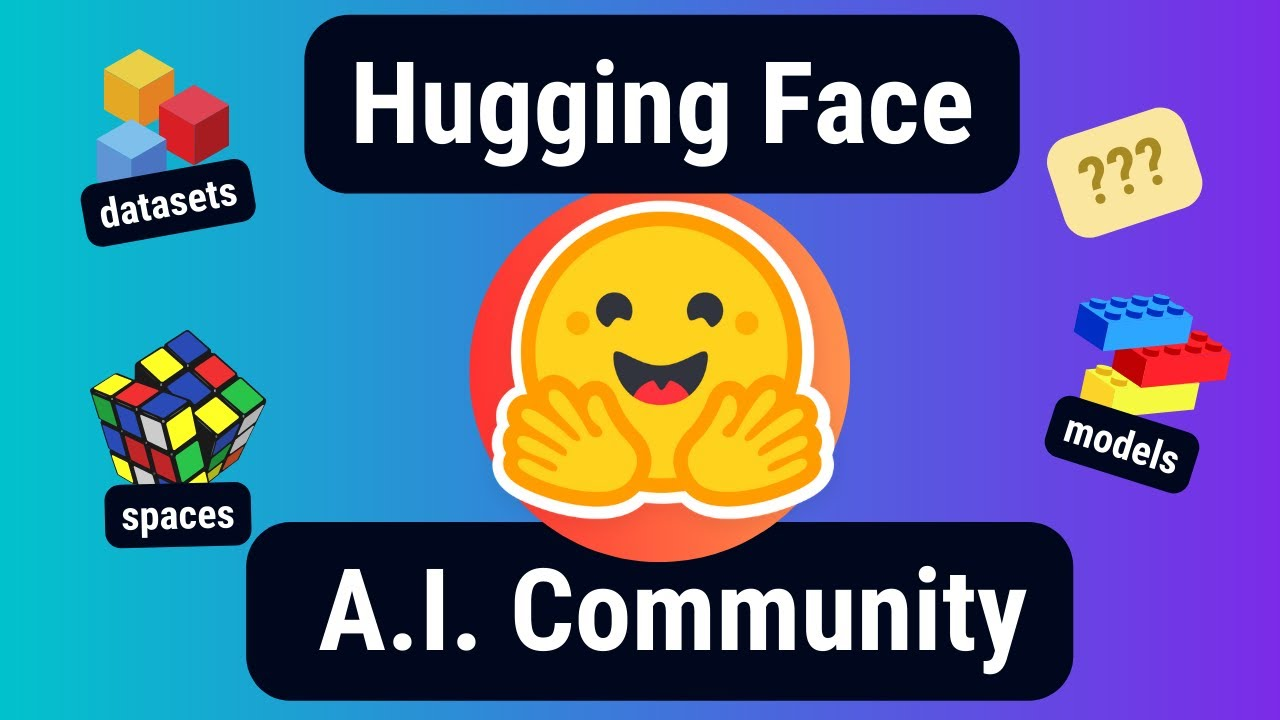 Hugging Face
datasets
???
spaces
models
A.I. Community